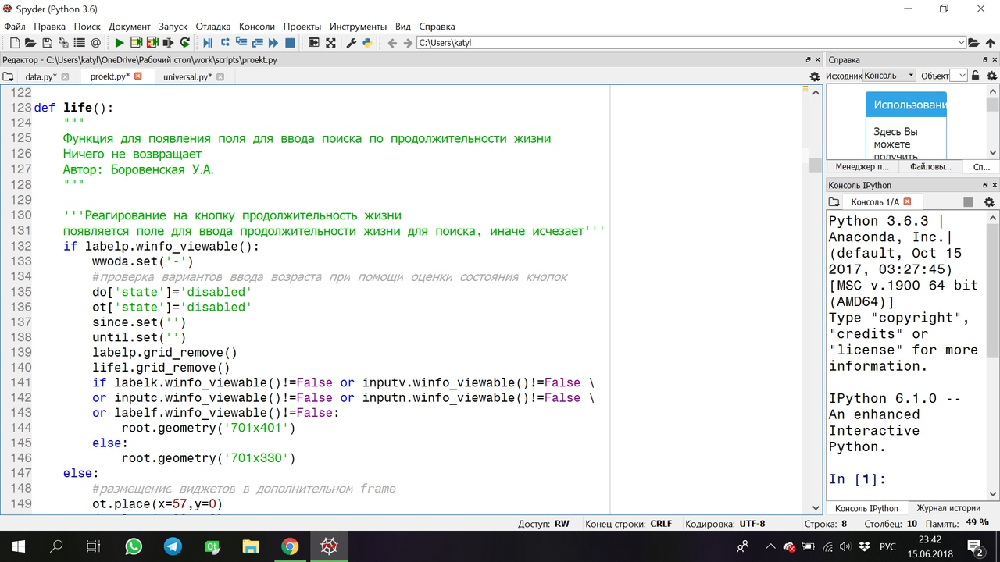 Spyder (Python 3.6)
Файл Правка Поиск Документ Запуск Отладка Консоли Проекты Инструменты Вид Справка
C:\Users\katyl
Редактор - C:\Users\katyl\OneDrive\Рабочий стол\work\scripts\proekt.py
data.py* proekt.py* universal.py*
122
123 def life():
124 """
125 Функция для появления поля для ввода поиска по продолжительности жизни
126 Ничего не возвращает
127 Автор: Боровенская У.А.
128 """
129
130 '''Реагирование на кнопку продолжительность жизни
131 появляется поле для ввода продолжительности жизни для поиска, иначе исчезает'''
132 if labelp.winfo_viewable():
133 wwoda.set('-')
134 #проверка вариантов ввода возраста при помощи оценки состояния кнопок
135 do['state']='disabled'
136 ot['state']='disabled'
137 since.set('')
138 until.set('')
139 labelp.grid_remove()
140 lifel.grid_remove()
141 if labelk.winfo_viewable()!=False or inputv.winfo_viewable()!=False \
142 or inputc.winfo_viewable()!=False or inputn.winfo_viewable()!=False \
143 or labelf.winfo_viewable()!=False:
144 root.geometry('701x401')
145 else:
146 root.geometry('701x330')
147 else:
148 #размещение виджетов в дополнительном frame
149 ot.place(x=57,y=0)
Справка
Исходник Консоль Объект
Использовани
Здесь Вы
можете
получить
Менеджер п... Файловы... Сп...
Консоль IPython
Консоль 1/A
Python 3.6.3 |
Anaconda, Inc.|
(default, Oct 15
2017, 03:27:45)
[MSC v.1900 64 bit
(AMD64)]
Type "copyright",
"credits" or
"license" for more
information.
IPython 6.1.0 --
An enhanced
Interactive
Python.
In [1]:
Консоль IPython Журнал истории
Доступ: RW Конец строки: CRLF Кодировка: UTF-8 Строка: 8 Столбец: 10 Память: 49 %
РУС
23:42
15.06.2018
2